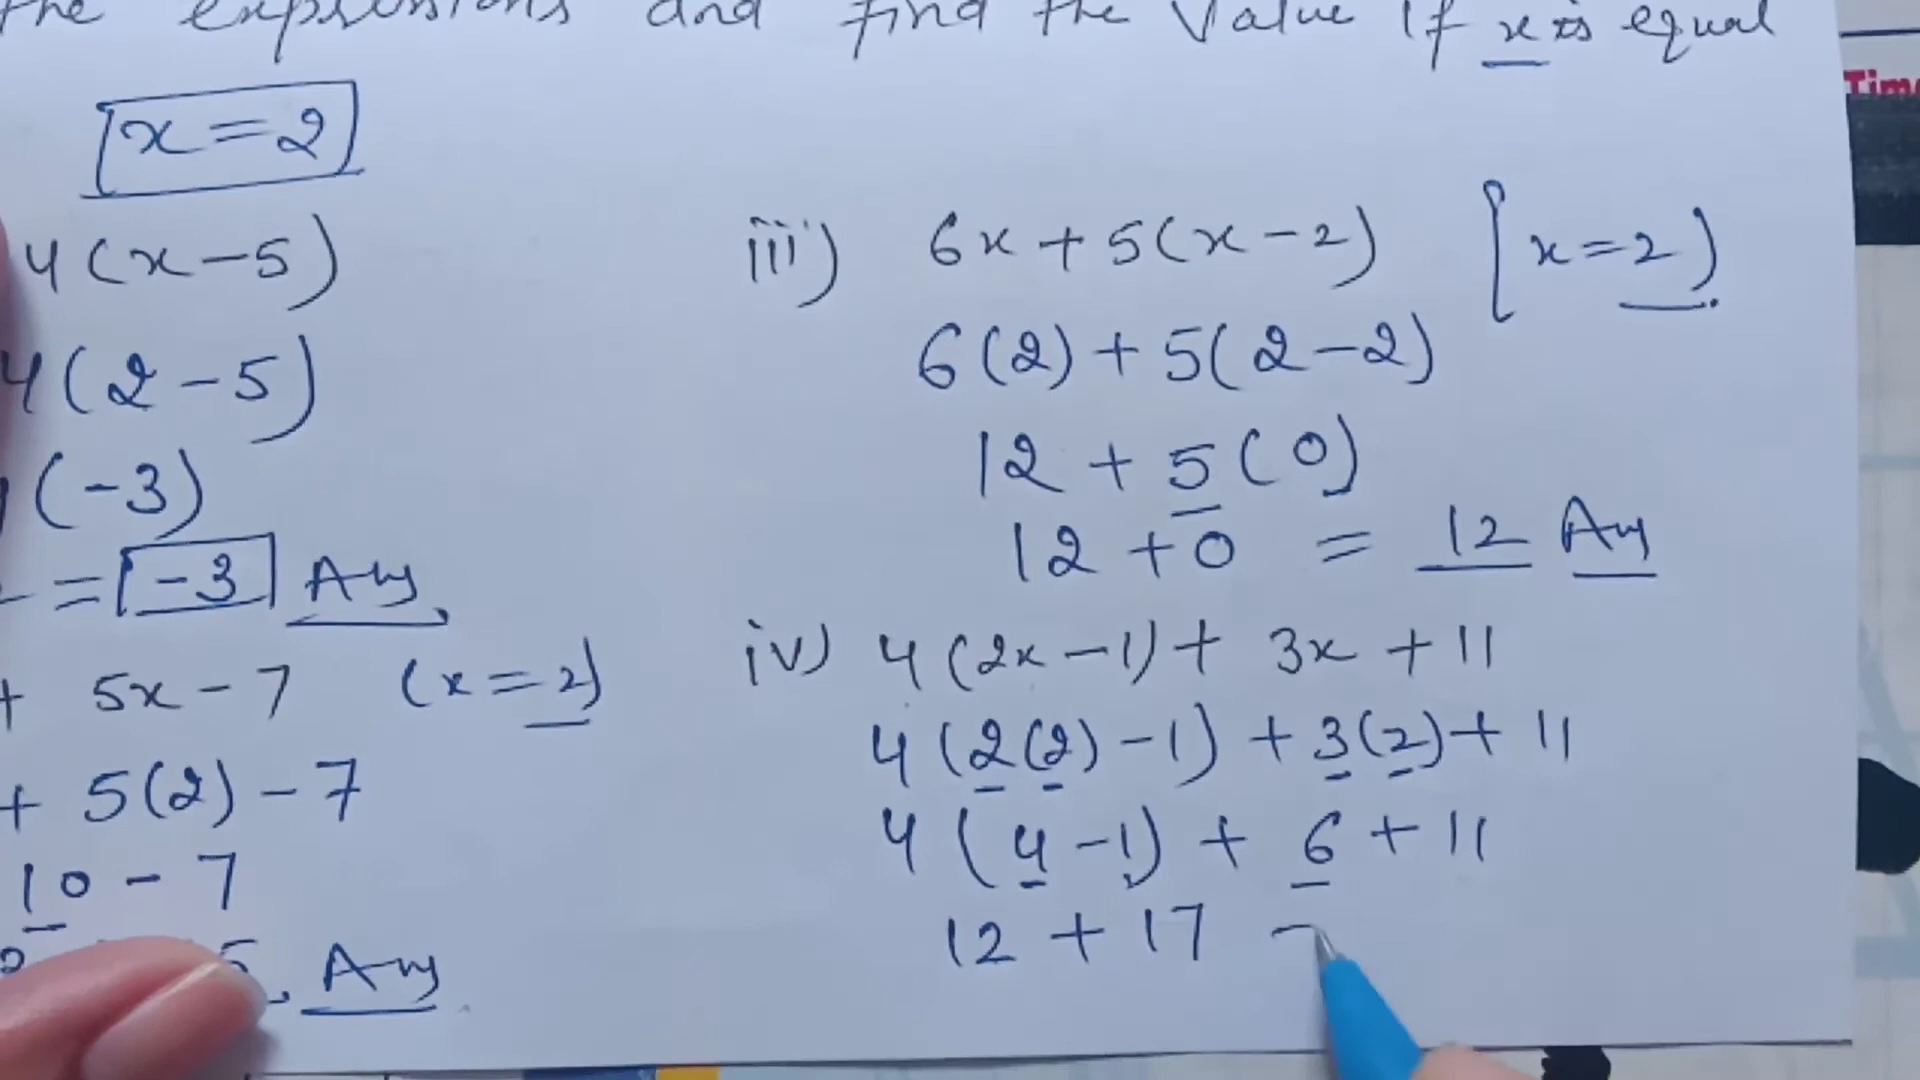 the expressions and find the value if x is equal
x = 2
4(x-5)
4(2-5)
(-3)
= -3 Ans
+ 5x - 7 (x=2)
+ 5(2) - 7
10 - 7
5. Ans
iii) 6x + 5(x-2) [x=2)
6(2) + 5(2-2)
12 + 5(0)
12 + 0 = 12 Ans
iv) 4(2x-1) + 3x + 11
4(2(2)-1) + 3(2) + 11
4(4-1) + 6 + 11
12 + 17
Time